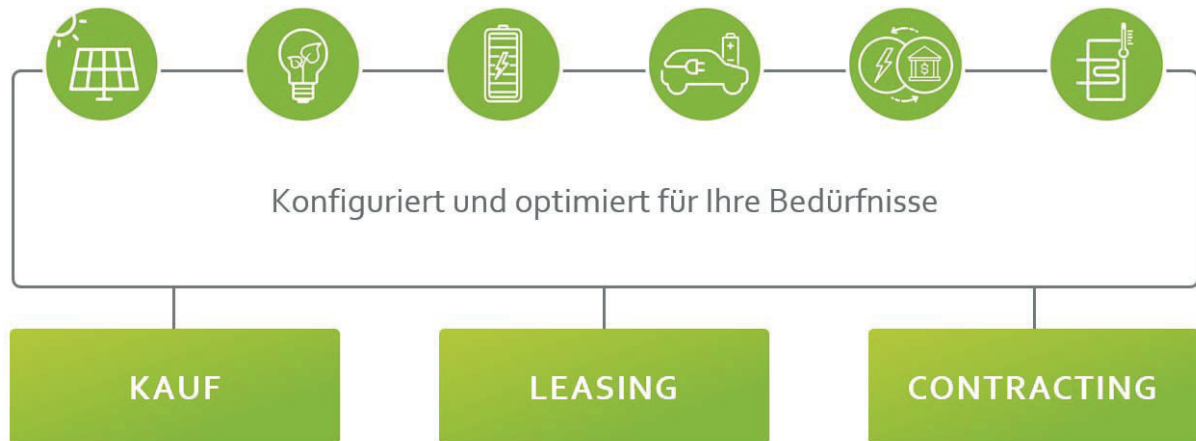 Konfiguriert und optimiert für Ihre Bedürfnisse
KAUF
LEASING
CONTRACTING